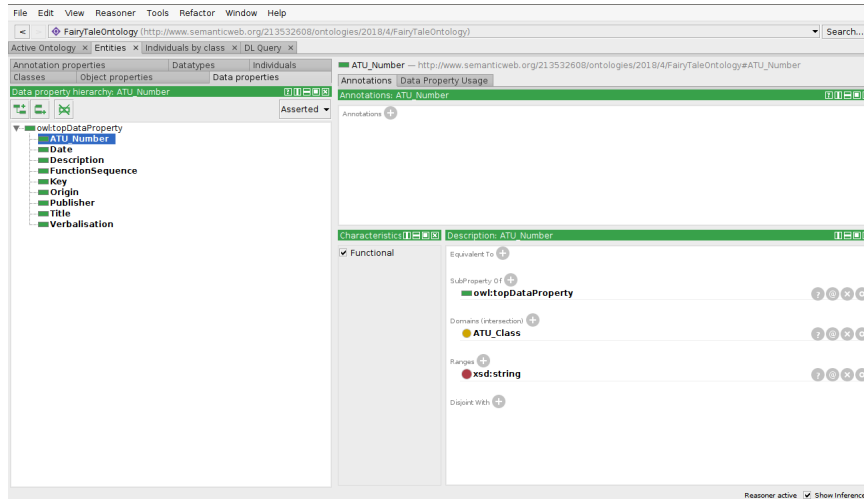 File Edit View Reasoner Tools Refactor Window Help
< FairyTaleOntology (http://www.semanticweb.org/213532608/ontologies/2018/4/FairyTaleOntology) Search...
Active Ontology × Entities × Individuals by class × DL Query ×
Annotation properties Datatypes Individuals
Classes Object properties Data properties
Data property hierarchy: ATU_Number
Asserted
owl:topDataProperty
ATU_Number
Date
Description
FunctionSequence
Key
Origin
Publisher
Title
Verbalisation
ATU_Number — http://www.semanticweb.org/213532608/ontologies/2018/4/FairyTaleOntology#ATU_Number
Annotations Data Property Usage
Annotations: ATU_Number
Annotations
Characteristics
Functional
Description: ATU_Number
Equivalent To
SubProperty Of
owl:topDataProperty
Domains (intersection)
ATU_Class
Ranges
xsd:string
Disjoint With
Reasoner active Show Inference